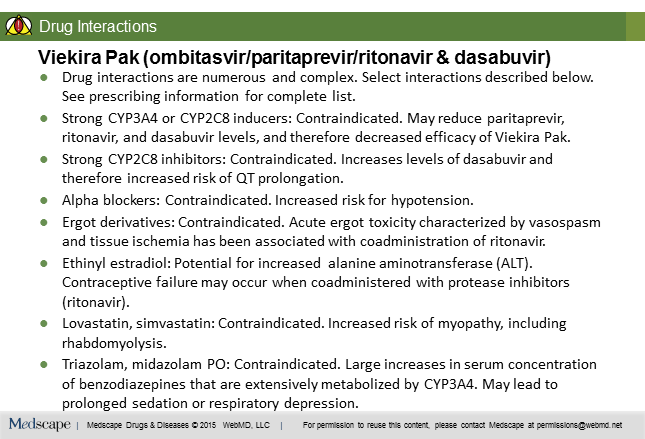 Drug Interactions
Viekira Pak (ombitasvir/paritaprevir/ritonavir & dasabuvir)
● Drug interactions are numerous and complex. Select interactions described below.
See prescribing information for complete list.
● Strong CYP3A4 or CYP2C8 inducers: Contraindicated. May reduce paritaprevir,
ritonavir, and dasabuvir levels, and therefore decreased efficacy of Viekira Pak.
● Strong CYP2C8 inhibitors: Contraindicated. Increases levels of dasabuvir and
therefore increased risk of QT prolongation.
● Alpha blockers: Contraindicated. Increased risk for hypotension.
● Ergot derivatives: Contraindicated. Acute ergot toxicity characterized by vasospasm
and tissue ischemia has been associated with coadministration of ritonavir.
● Ethinyl estradiol: Potential for increased alanine aminotransferase (ALT).
Contraceptive failure may occur when coadministered with protease inhibitors
(ritonavir).
● Lovastatin, simvastatin: Contraindicated. Increased risk of myopathy, including
rhabdomyolysis.
● Triazolam, midazolam PO: Contraindicated. Large increases in serum concentration
of benzodiazepines that are extensively metabolized by CYP3A4. May lead to
prolonged sedation or respiratory depression.
Medscape | Medscape Drugs & Diseases © 2015 WebMD, LLC | For permission to reuse this content, please contact Medscape at permissions@webmd.net